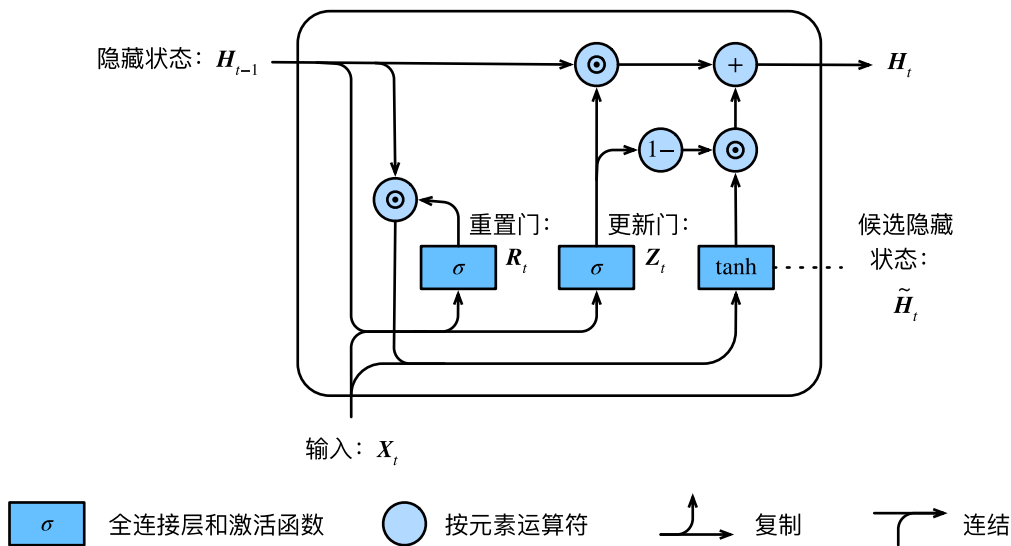 隐藏状态：H_{t−1}
⊙
+
H_t
1−
⊙
⊙
重置门：
更新门：
候选隐藏
状态：
σ
R_t
σ
Z_t
tanh
H̃_t
输入：X_t
σ 全连接层和激活函数
按元素运算符
复制
连结